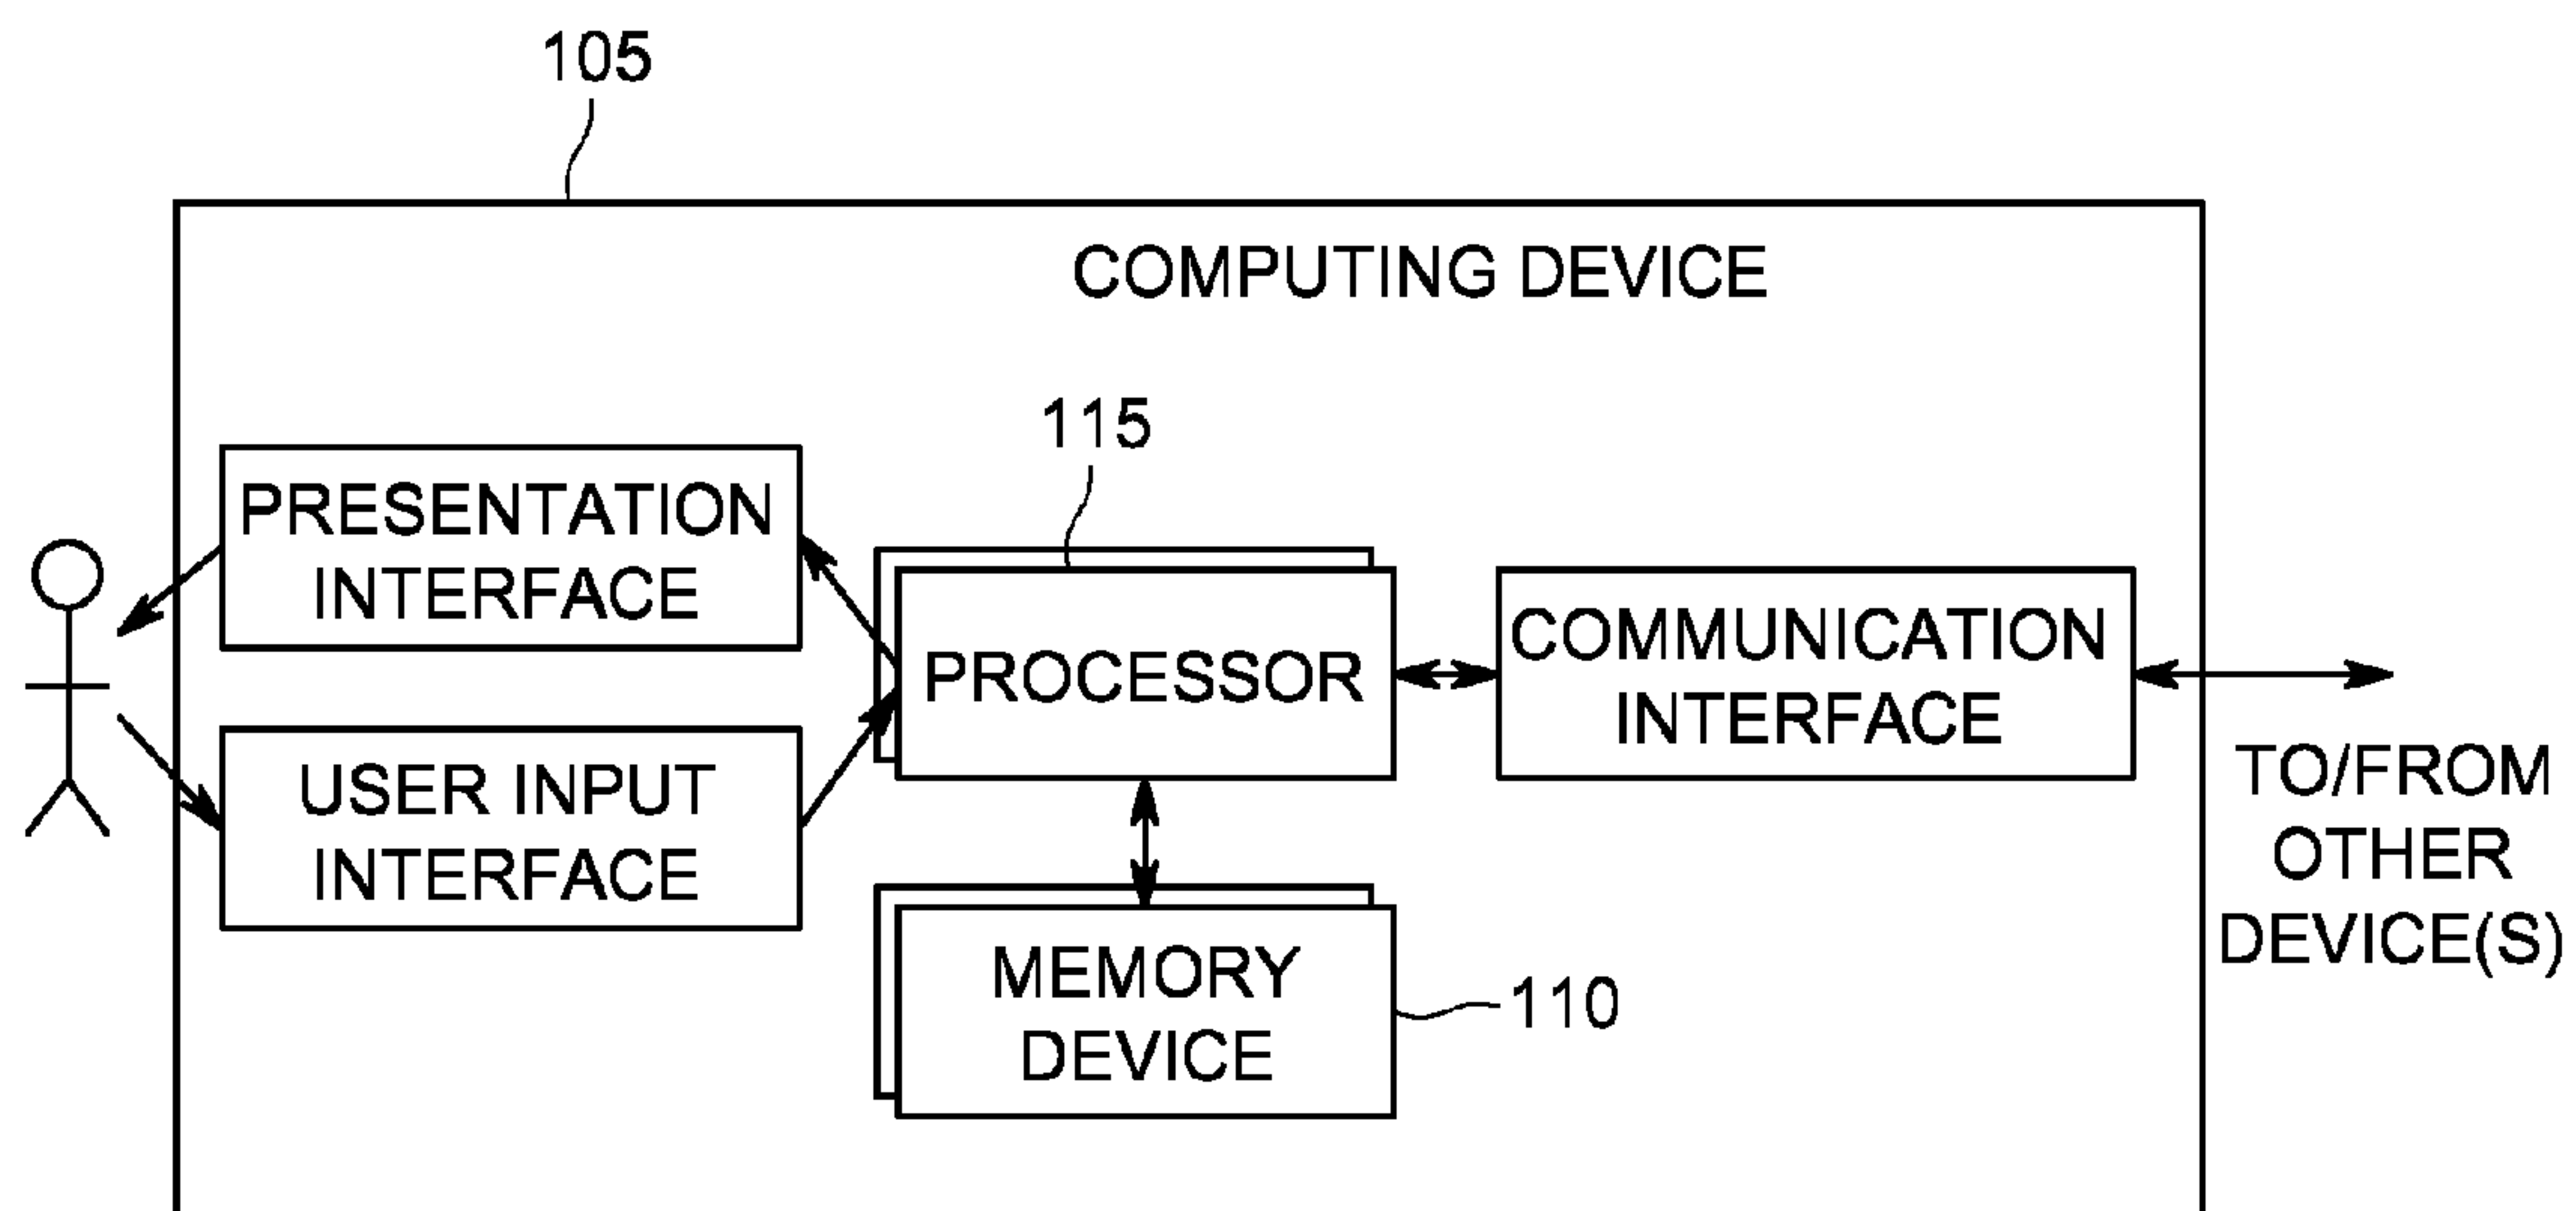 105
COMPUTING DEVICE
115
PRESENTATION
INTERFACE
PROCESSOR
COMMUNICATION
INTERFACE
USER INPUT
INTERFACE
TO/FROM
OTHER
DEVICE(S)
MEMORY
DEVICE
110